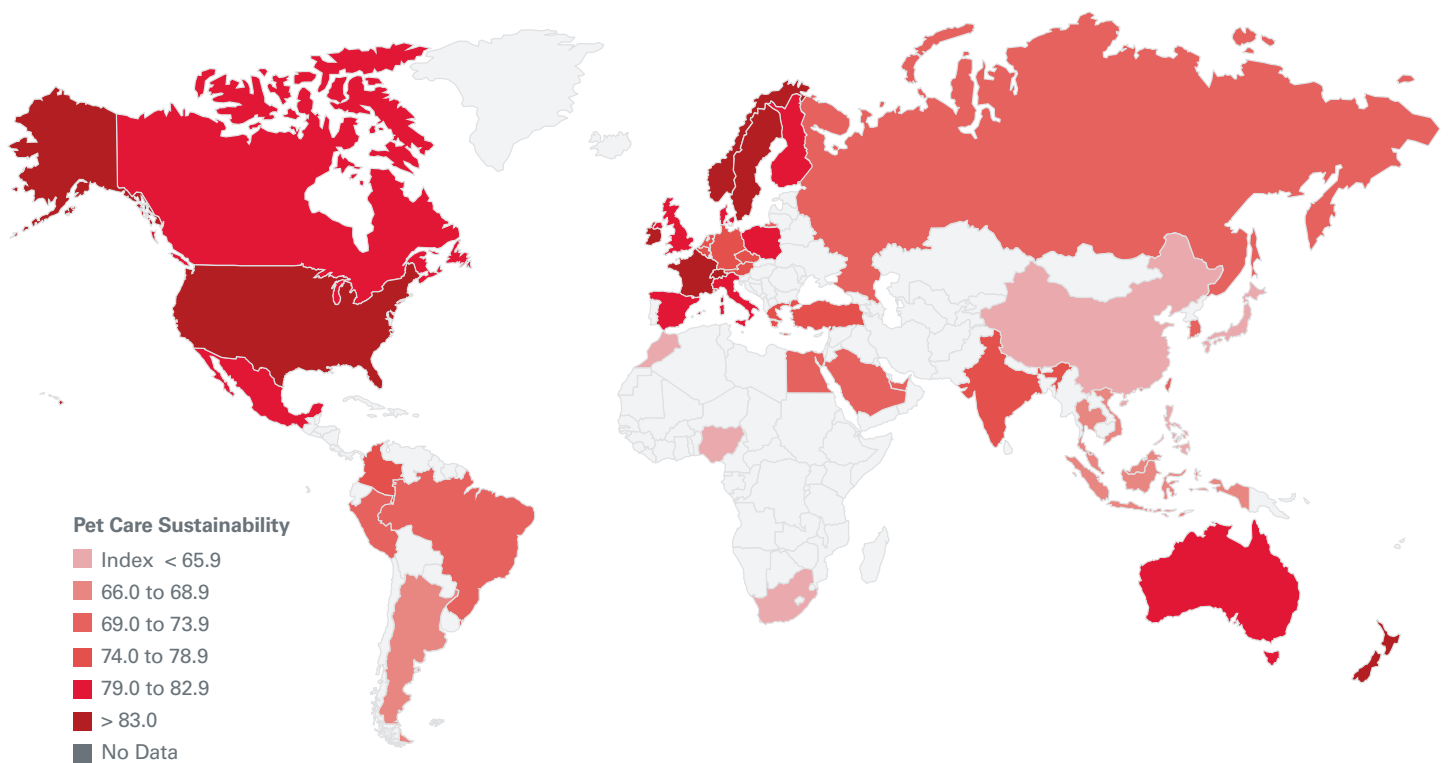 Pet Care Sustainability
Index < 65.9
66.0 to 68.9
69.0 to 73.9
74.0 to 78.9
79.0 to 82.9
> 83.0
No Data